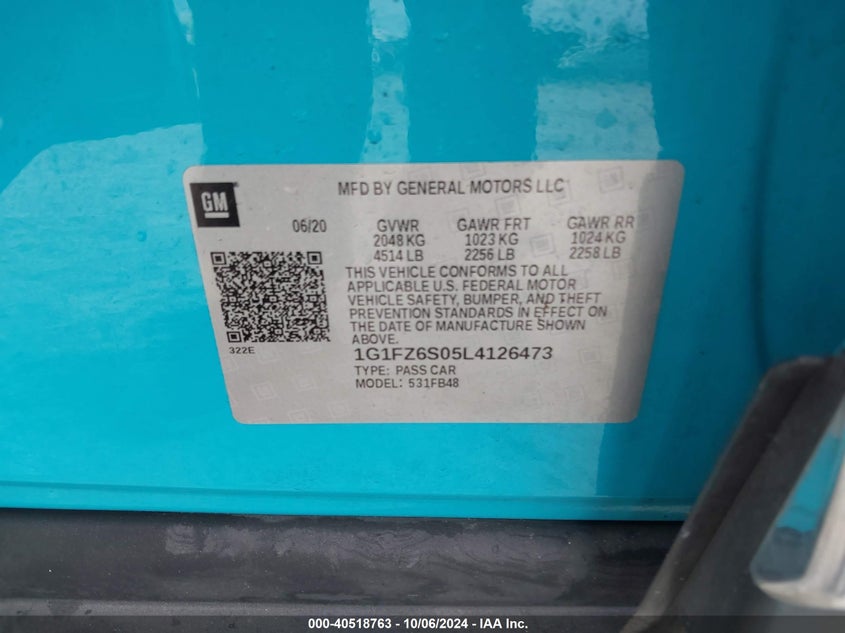 GM
MFD BY GENERAL MOTORS LLC
06/20 GVWR GAWR FRT GAWR RR
2048 KG 1023 KG 1024 KG
4514 LB 2256 LB 2258 LB
THIS VEHICLE CONFORMS TO ALL
APPLICABLE U.S. FEDERAL MOTOR
VEHICLE SAFETY, BUMPER, AND THEFT
PREVENTION STANDARDS IN EFFECT ON
THE DATE OF MANUFACTURE SHOWN
ABOVE.
322E
1G1FZ6S05L4126473
TYPE: PASS CAR
MODEL: 531FB48
000-40518763 - 10/06/2024 - IAA Inc.